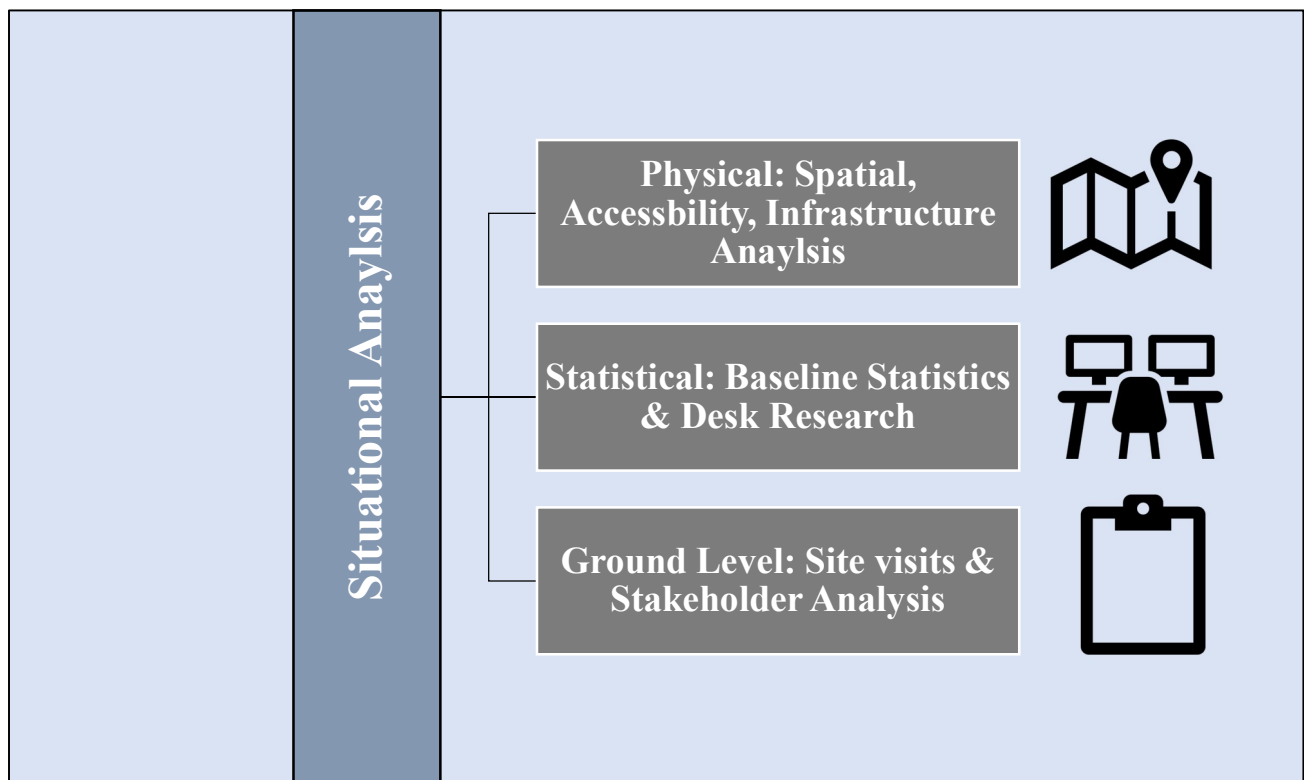 Situational Anaylsis
Physical: Spatial,
Accessbility, Infrastructure
Anaylsis
Statistical: Baseline Statistics
& Desk Research
Ground Level: Site visits &
Stakeholder Analysis